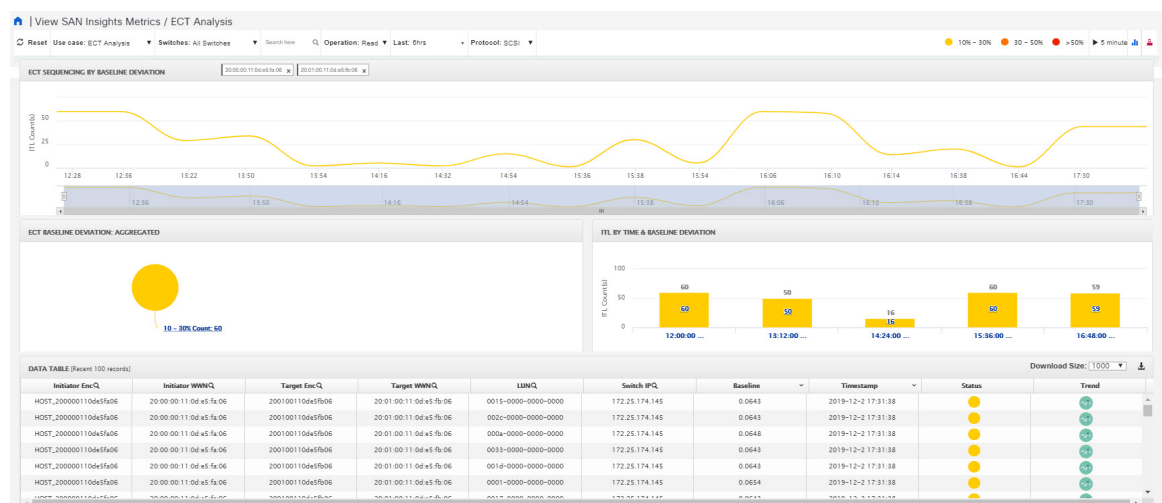 | View SAN Insights Metrics / ECT Analysis
Reset Use case: ECT Analysis ▼ Switches: All Switches ▼ Search here Operation: Read ▼ Last: 6hrs Protocol: SCSI ▼ 10% - 30% 30 - 50% >50% ▶ 5 minute
ECT SEQUENCING BY BASELINE DEVIATION 20:00:00:11:0d:e5:fa:06 x 20:01:00:11:0d:e5:fb:06 x
ITL Count(s)
50
25
0
12:28 12:36 13:22 13:50 13:54 14:16 14:32 14:54 15:36 15:38 15:54 16:06 16:10 16:14 16:38 16:44 17:30
12:36 13:50 14:16 14:54 15:38 16:06 16:12 16:38 17:30
ECT BASELINE DEVIATION: AGGREGATED
10 - 30% Count: 60
ITL BY TIME & BASELINE DEVIATION
ITL Count(s)
100
50
0
60 50 16 60 59
60 50 16 60 59
12:00:00 ... 13:12:00 ... 14:24:00 ... 15:36:00 ... 16:48:00 ...
DATA TABLE [Recent 100 records] Download Size: 1000 ▼
Initiator Enc Initiator WWN Target Enc Target WWN LUN Switch IP Baseline Timestamp Status Trend
HOST_200000110de5fa06 20:00:00:11:0d:e5:fa:06 200100110de5fb06 20:01:00:11:0d:e5:fb:06 0015-0000-0000-0000 172.25.174.145 0.0643 2019-12-2 17:31:38
HOST_200000110de5fa06 20:00:00:11:0d:e5:fa:06 200100110de5fb06 20:01:00:11:0d:e5:fb:06 002c-0000-0000-0000 172.25.174.145 0.0643 2019-12-2 17:31:38
HOST_200000110de5fa06 20:00:00:11:0d:e5:fa:06 200100110de5fb06 20:01:00:11:0d:e5:fb:06 000a-0000-0000-0000 172.25.174.145 0.0648 2019-12-2 17:31:38
HOST_200000110de5fa06 20:00:00:11:0d:e5:fa:06 200100110de5fb06 20:01:00:11:0d:e5:fb:06 0033-0000-0000-0000 172.25.174.145 0.0643 2019-12-2 17:31:38
HOST_200000110de5fa06 20:00:00:11:0d:e5:fa:06 200100110de5fb06 20:01:00:11:0d:e5:fb:06 001d-0000-0000-0000 172.25.174.145 0.0643 2019-12-2 17:31:38
HOST_200000110de5fa06 20:00:00:11:0d:e5:fa:06 200100110de5fb06 20:01:00:11:0d:e5:fb:06 0001-0000-0000-0000 172.25.174.145 0.0654 2019-12-2 17:31:38